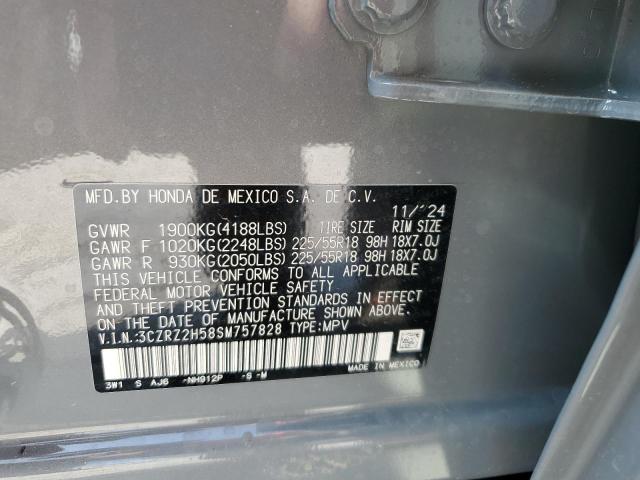 MFD.BY HONDA DE MEXICO S.A. DE C.V.
11/'24
GVWR 1900KG(4188LBS) TIRE SIZE RIM SIZE
GAWR F 1020KG(2248LBS) 225/55R18 98H 18X7.0J
GAWR R 930KG(2050LBS) 225/55R18 98H 18X7.0J
THIS VEHICLE CONFORMS TO ALL APPLICABLE
FEDERAL MOTOR VEHICLE SAFETY
AND THEFT PREVENTION STANDARDS IN EFFECT
ON THE DATE OF MANUFACTURE SHOWN ABOVE.
V.I.N.:3CZRZ2H58SM757828 TYPE:MPV
3W1 S AJ6 -NH912P -S-M
MADE IN MEXICO